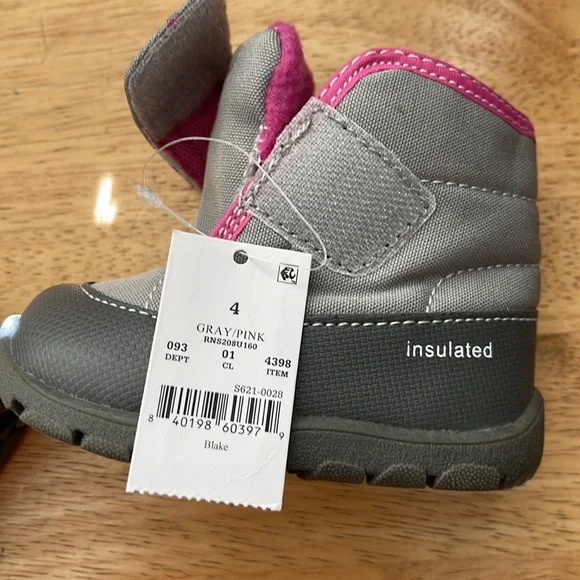 4
GRAY/PINK
RNS208U160
093 01 4398
DEPT CL ITEM
S621-0028
8 40198 60397 9
Blake
insulated